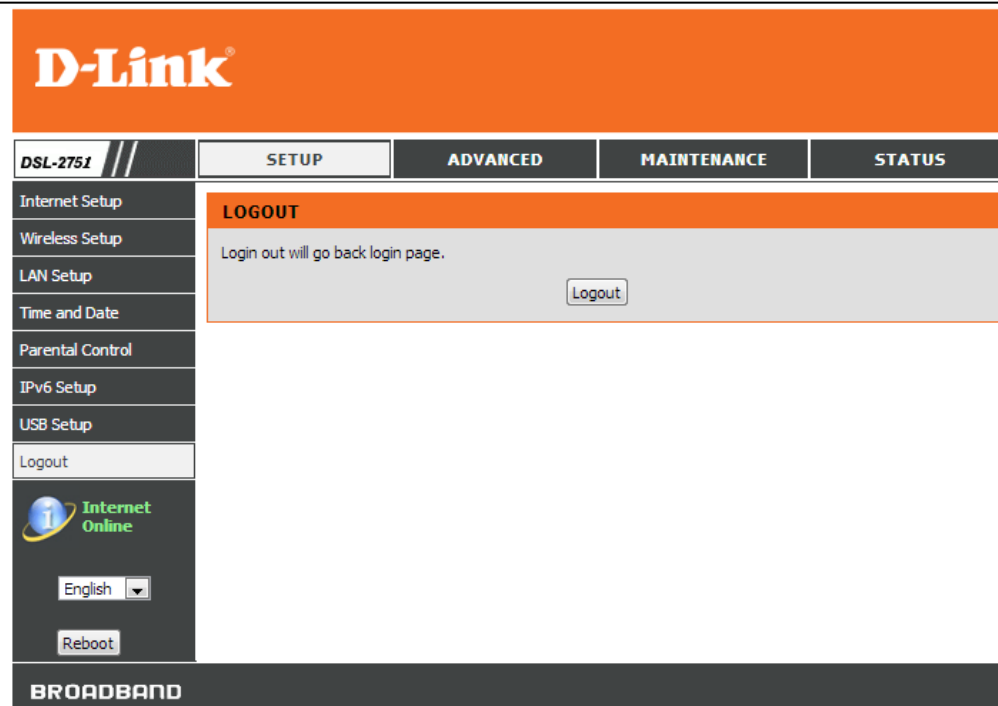 D-Link®
DSL-2751
SETUP
ADVANCED
MAINTENANCE
STATUS
Internet Setup
Wireless Setup
LAN Setup
Time and Date
Parental Control
IPv6 Setup
USB Setup
Logout
Internet
Online
English
Reboot
LOGOUT
Login out will go back login page.
Logout
BROADBAND